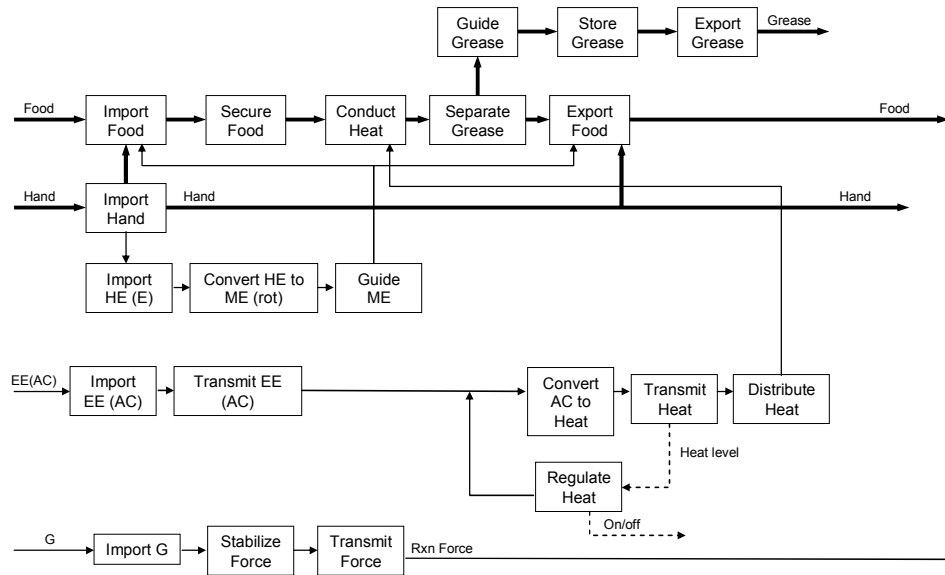 Guide
Grease
Store
Grease
Export
Grease
Grease
Food
Import
Food
Secure
Food
Conduct
Heat
Separate
Grease
Export
Food
Food
Hand
Import
Hand
Hand
Hand
Import
HE (E)
Convert HE to
ME (rot)
Guide
ME
EE(AC)
Import
EE (AC)
Transmit EE
(AC)
Convert
AC to
Heat
Transmit
Heat
Distribute
Heat
Heat level
Regulate
Heat
On/off
G
Import G
Stabilize
Force
Transmit
Force
Rxn Force